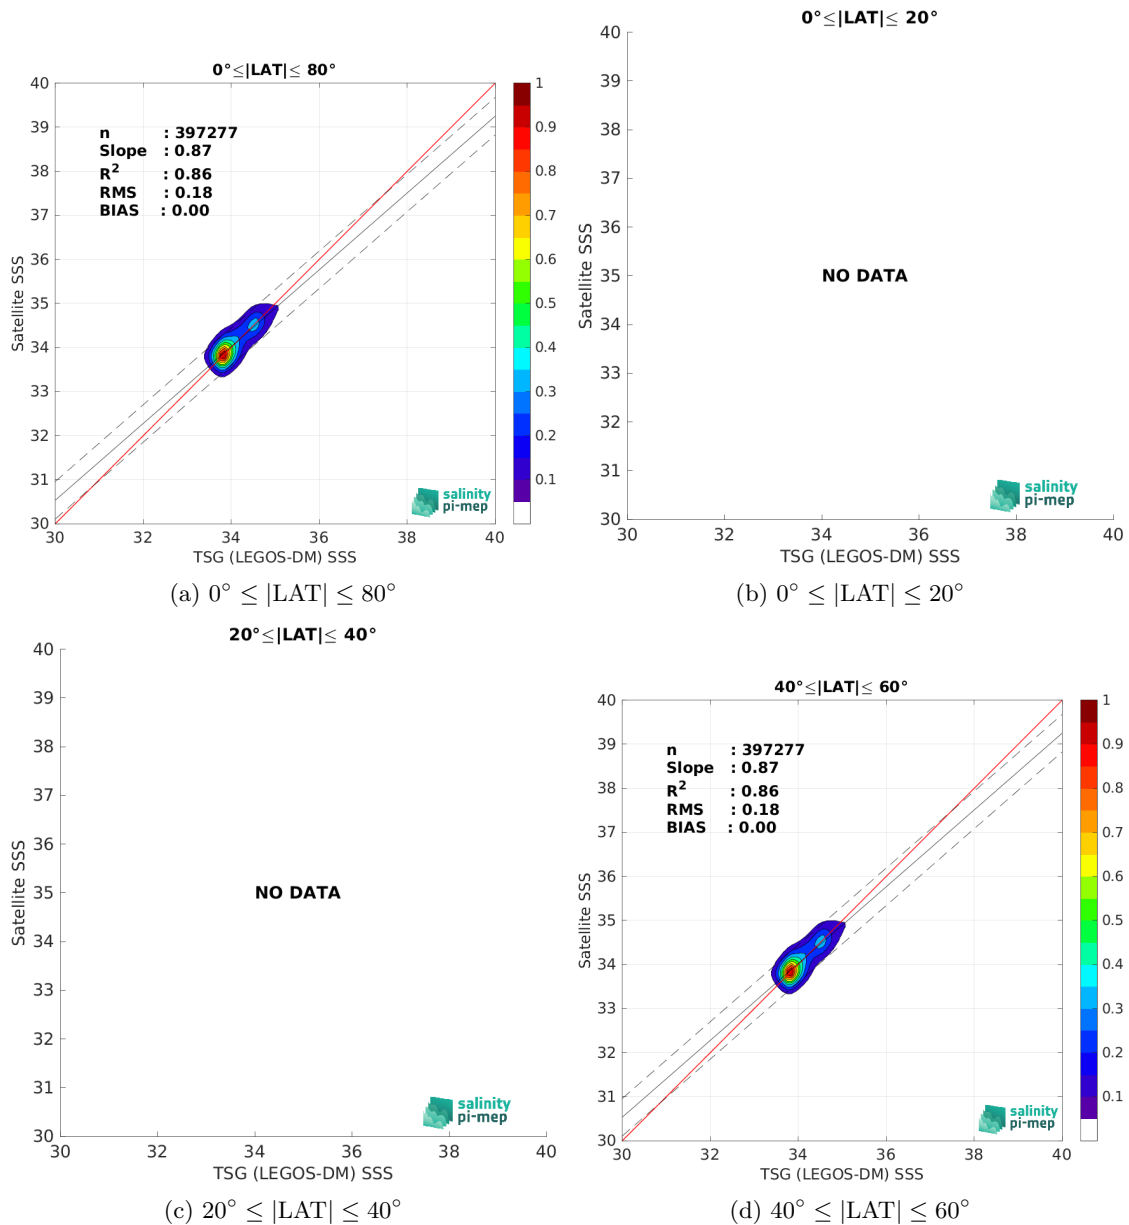 0°≤|LAT|≤ 80°
40
39
38
37
36
35
34
33
32
31
30
Satellite SSS
n : 397277
Slope : 0.87
R² : 0.86
RMS : 0.18
BIAS : 0.00
salinity
pi-mep
30 32 34 36 38 40
TSG (LEGOS-DM) SSS
1
0.9
0.8
0.7
0.6
0.5
0.4
0.3
0.2
0.1
(a) 0° ≤ |LAT| ≤ 80°
0°≤|LAT|≤ 20°
40
39
38
37
36
35
34
33
32
31
30
Satellite SSS
NO DATA
salinity
pi-mep
30 32 34 36 38 40
TSG (LEGOS-DM) SSS
(b) 0° ≤ |LAT| ≤ 20°
20°≤|LAT|≤ 40°
40
39
38
37
36
35
34
33
32
31
30
Satellite SSS
NO DATA
salinity
pi-mep
30 32 34 36 38 40
TSG (LEGOS-DM) SSS
(c) 20° ≤ |LAT| ≤ 40°
40°≤|LAT|≤ 60°
40
39
38
37
36
35
34
33
32
31
30
Satellite SSS
n : 397277
Slope : 0.87
R² : 0.86
RMS : 0.18
BIAS : 0.00
salinity
pi-mep
30 32 34 36 38 40
TSG (LEGOS-DM) SSS
1
0.9
0.8
0.7
0.6
0.5
0.4
0.3
0.2
0.1
(d) 40° ≤ |LAT| ≤ 60°